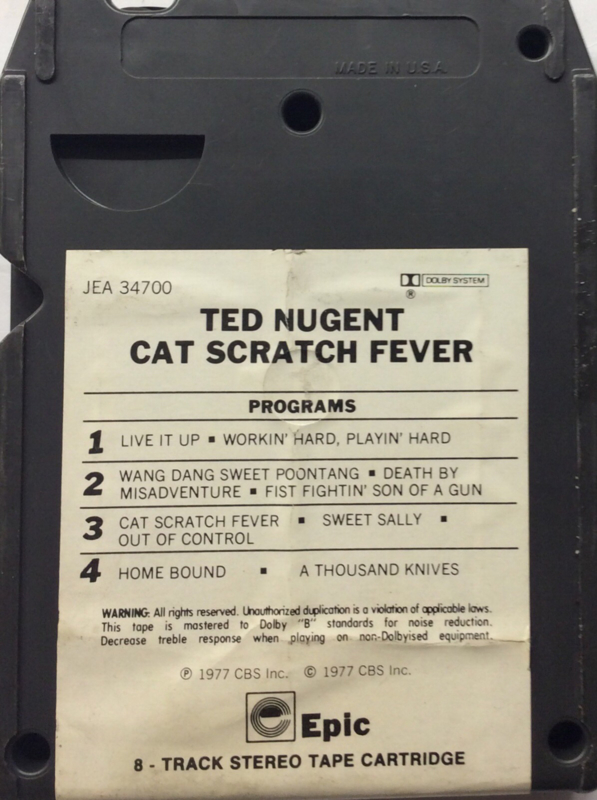 MADE IN U.S.A.
JEA 34700
DOLBY SYSTEM
®
TED NUGENT
CAT SCRATCH FEVER
PROGRAMS
1 LIVE IT UP ▪ WORKIN' HARD, PLAYIN' HARD
2 WANG DANG SWEET POONTANG ▪ DEATH BY
MISADVENTURE ▪ FIST FIGHTIN' SON OF A GUN
3 CAT SCRATCH FEVER ▪ SWEET SALLY ▪
OUT OF CONTROL
4 HOME BOUND ▪ A THOUSAND KNIVES
WARNING: All rights reserved. Unauthorized duplication is a violation of applicable laws.
This tape is mastered to Dolby "B" standards for noise reduction.
Decrease treble response when playing on non-Dolbyised equipment.
℗ 1977 CBS Inc. © 1977 CBS Inc.
Epic
8 - TRACK STEREO TAPE CARTRIDGE